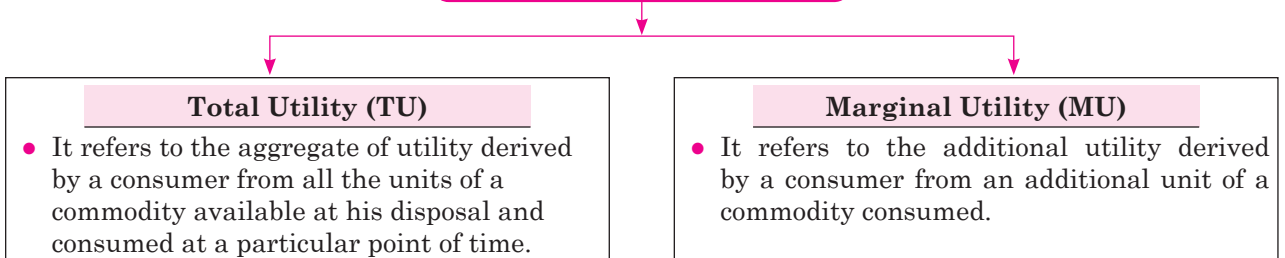 Total Utility (TU)
● It refers to the aggregate of utility derived
by a consumer from all the units of a
commodity available at his disposal and
consumed at a particular point of time.
Marginal Utility (MU)
● It refers to the additional utility derived
by a consumer from an additional unit of a
commodity consumed.